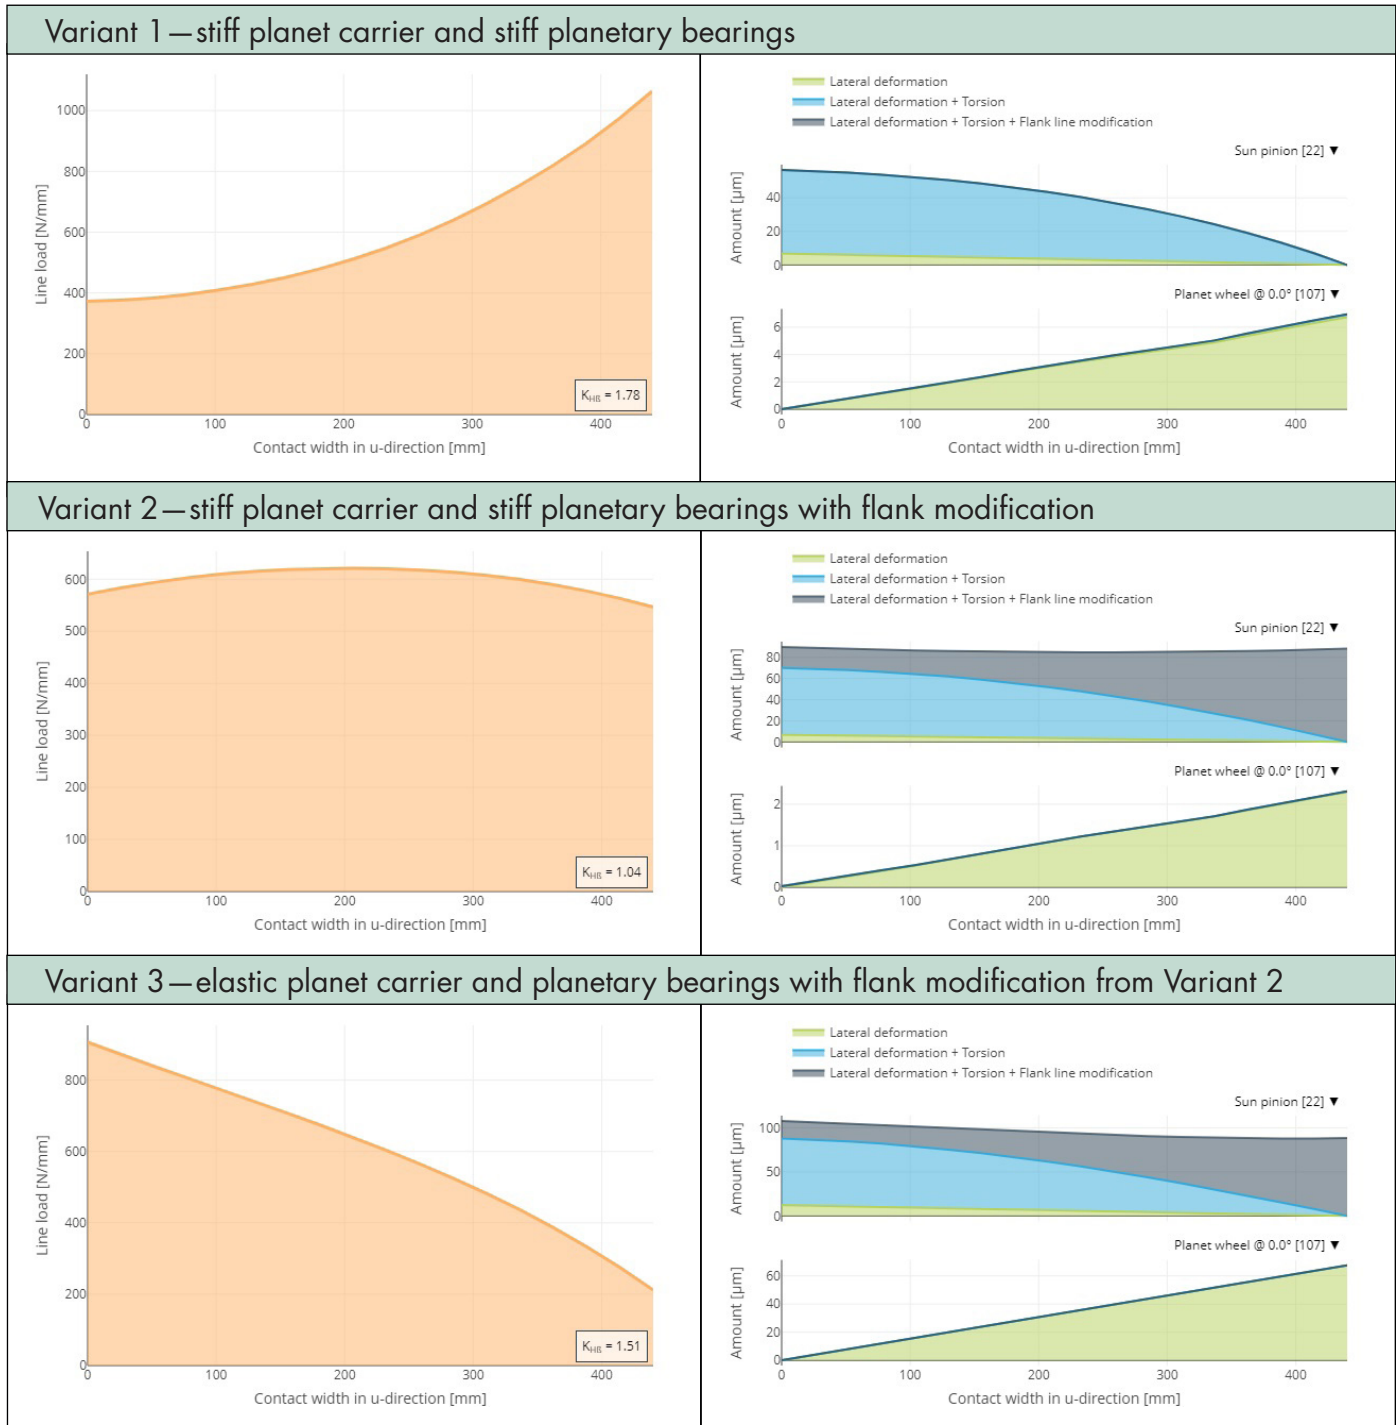 Variant 1—stiff planet carrier and stiff planetary bearings
1000
800
600
400
200
0
Line load [N/mm]
0 100 200 300 400
Contact width in u-direction [mm]
K_Hß = 1.78
Lateral deformation
Lateral deformation + Torsion
Lateral deformation + Torsion + Flank line modification
Sun pinion [22] ▼
40
20
0
Amount [µm]
Planet wheel @ 0.0° [107] ▼
6
4
2
0
Amount [µm]
0 100 200 300 400
Contact width in u-direction [mm]
Variant 2—stiff planet carrier and stiff planetary bearings with flank modification
600
500
400
300
200
100
0
Line load [N/mm]
0 100 200 300 400
Contact width in u-direction [mm]
K_Hß = 1.04
Lateral deformation
Lateral deformation + Torsion
Lateral deformation + Torsion + Flank line modification
Sun pinion [22] ▼
80
60
40
20
0
Amount [µm]
Planet wheel @ 0.0° [107] ▼
2
1
0
Amount [µm]
0 100 200 300 400
Contact width in u-direction [mm]
Variant 3—elastic planet carrier and planetary bearings with flank modification from Variant 2
800
600
400
200
0
Line load [N/mm]
0 100 200 300 400
Contact width in u-direction [mm]
K_Hß = 1.51
Lateral deformation
Lateral deformation + Torsion
Lateral deformation + Torsion + Flank line modification
Sun pinion [22] ▼
100
50
0
Amount [µm]
Planet wheel @ 0.0° [107] ▼
60
40
20
0
Amount [µm]
0 100 200 300 400
Contact width in u-direction [mm]